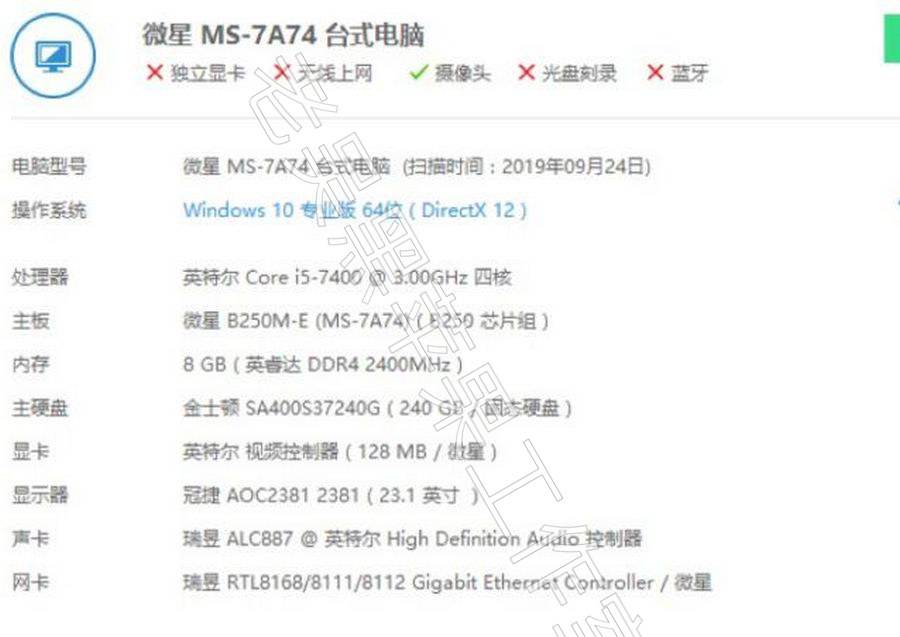 微星 MS-7A74 台式电脑
独立显卡 无线上网 摄像头 光盘刻录 蓝牙
电脑型号 微星 MS-7A74 台式电脑 (扫描时间：2019年09月24日)
操作系统 Windows 10 专业版 64位 ( DirectX 12 )
处理器 英特尔 Core i5-7400 @ 3.00GHz 四核
主板 微星 B250M-E (MS-7A74) ( B250 芯片组 )
内存 8 GB ( 英睿达 DDR4 2400MHz )
主硬盘 金士顿 SA400S37240G ( 240 GB / 固态硬盘 )
显卡 英特尔 视频控制器 ( 128 MB / 微星 )
显示器 冠捷 AOC2381 2381 ( 23.1 英寸 )
声卡 瑞昱 ALC887 @ 英特尔 High Definition Audio 控制器
网卡 瑞昱 RTL8168/8111/8112 Gigabit Ethernet Controller / 微星
老吴黑苹果工作室